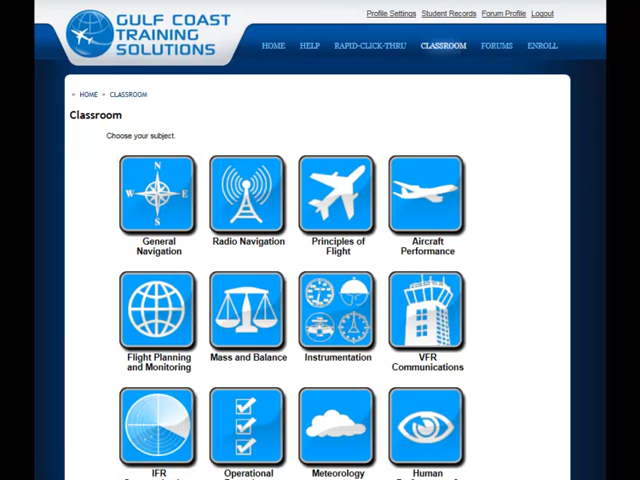 Profile Settings Student Records Forum Profile Logout
GULF COAST
TRAINING
SOLUTIONS
HOME HELP RAPID-CLICK-THRU CLASSROOM FORUMS ENROLL
HOME CLASSROOM
Classroom
Choose your subject.
N
W E
S
General
Navigation
Radio Navigation
Principles of
Flight
Aircraft
Performance
Flight Planning
and Monitoring
Mass and Balance
Instrumentation
VFR
Communications
IFR
Operational
Meteorology
Human